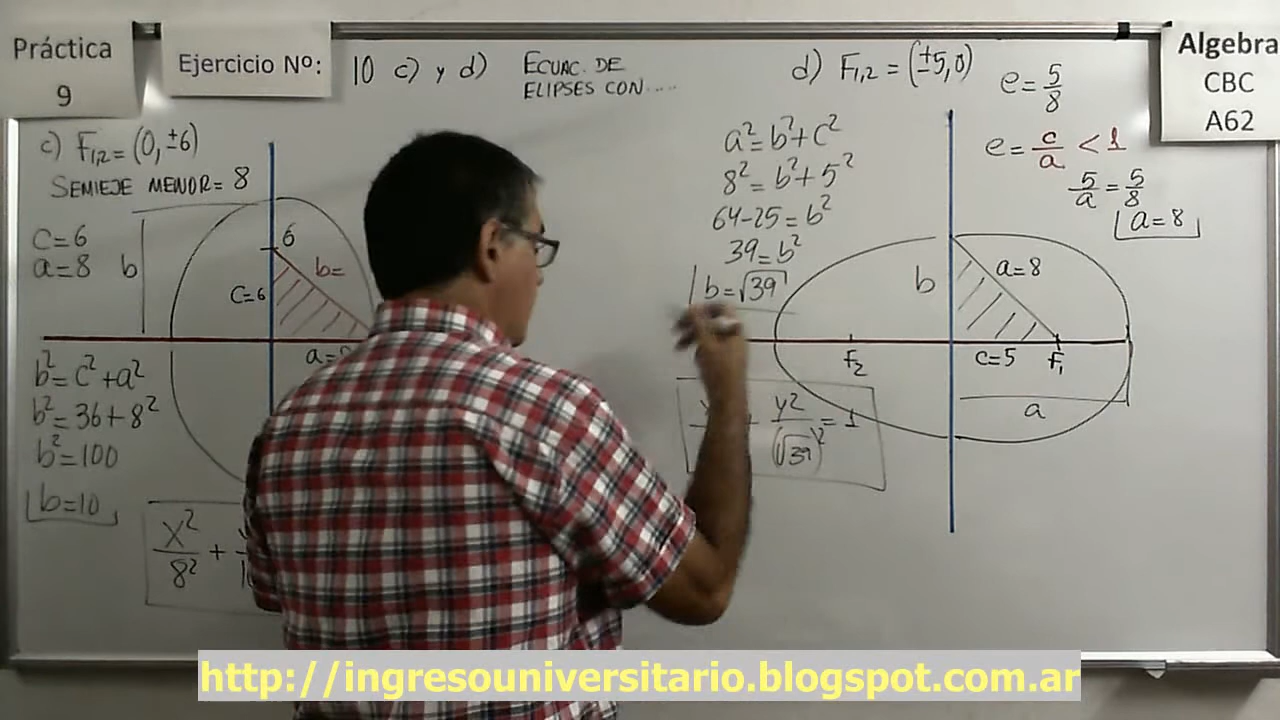 Práctica
9
Ejercicio Nº:
10 c) y d)
ECUAC. DE
ELIPSES CON....
Algebra
CBC
A62
c) F1,2 = (0, ±6)
SEMIEJE MENOR = 8
c=6
a=8
b
6
C=6
b=
a=
b²= c²+a²
b²= 36+8²
b²=100
b=10
x²/8² +
d) F1,2 = (±5,0)
e = 5/8
e = c/a < 1
5/a = 5/8
a=8
a²=b²+c²
8²=b²+5²
64-25=b²
39=b²
b=√39
b
a=8
F2
c=5
F1
a
+ y2/(√39)² = 1
http://ingresouniversitario.blogspot.com.ar